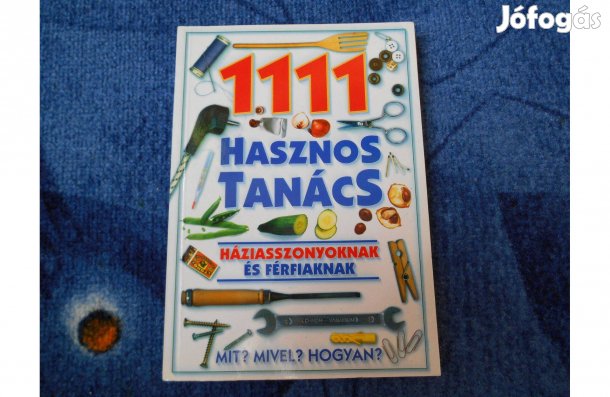 Jófogás
1111
HASZNOS
TANÁCS
HÁZIASSZONYOKNAK
ÉS FÉRFIAKNAK
MIT? MIVEL? HOGYAN?